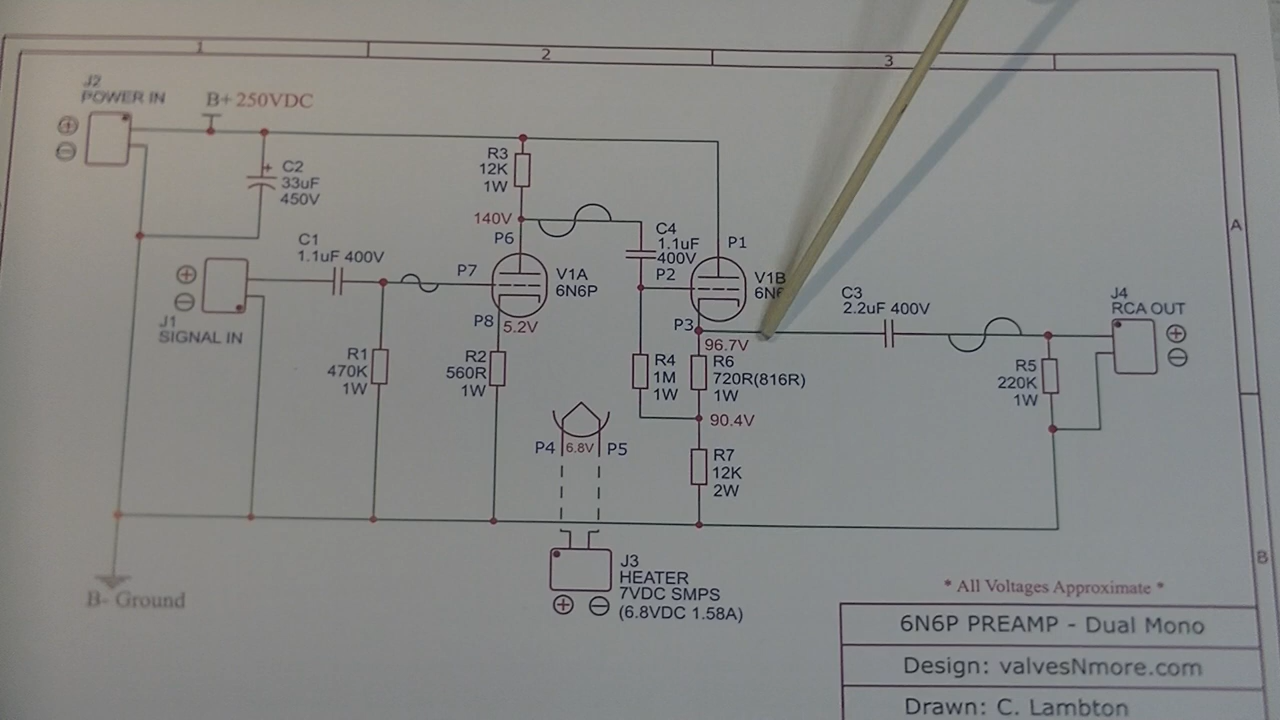 1
2
3
J2
POWER IN
B+ 250VDC
C2
33uF
450V
R3
12K
1W
140V
P6
C4
1.1uF
400V
P1
A
C1
1.1uF 400V
P7
V1A
6N6P
P2
V1B
J1
SIGNAL IN
P8
5.2V
P3
96.7V
C3
2.2uF 400V
J4
RCA OUT
R1
470K
1W
R2
560R
1W
R4
1M
1W
R6
720R(816R)
1W
R5
220K
1W
90.4V
P4
6.8V
P5
R7
12K
2W
J3
HEATER
7VDC SMPS
(6.8VDC 1.58A)
B- Ground
B
* All Voltages Approximate *
6N6P PREAMP - Dual Mono
Design: valvesNmore.com
Drawn: C. Lambton